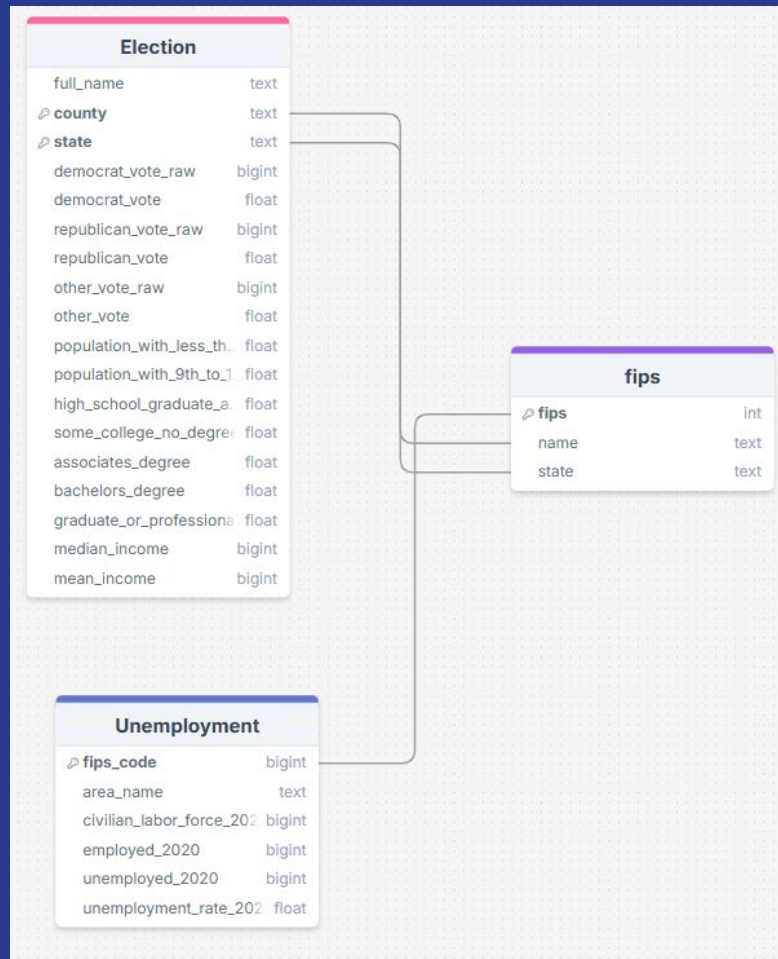 Election
full_name text
county text
state text
democrat_vote_raw bigint
democrat_vote float
republican_vote_raw bigint
republican_vote float
other_vote_raw bigint
other_vote float
population_with_less_th.. float
population_with_9th_to_1 float
high_school_graduate_a. float
some_college_no_degree float
associates_degree float
bachelors_degree float
graduate_or_professiona float
median_income bigint
mean_income bigint
fips
fips int
name text
state text
Unemployment
fips_code bigint
area_name text
civilian_labor_force_202 bigint
employed_2020 bigint
unemployed_2020 bigint
unemployment_rate_202 float